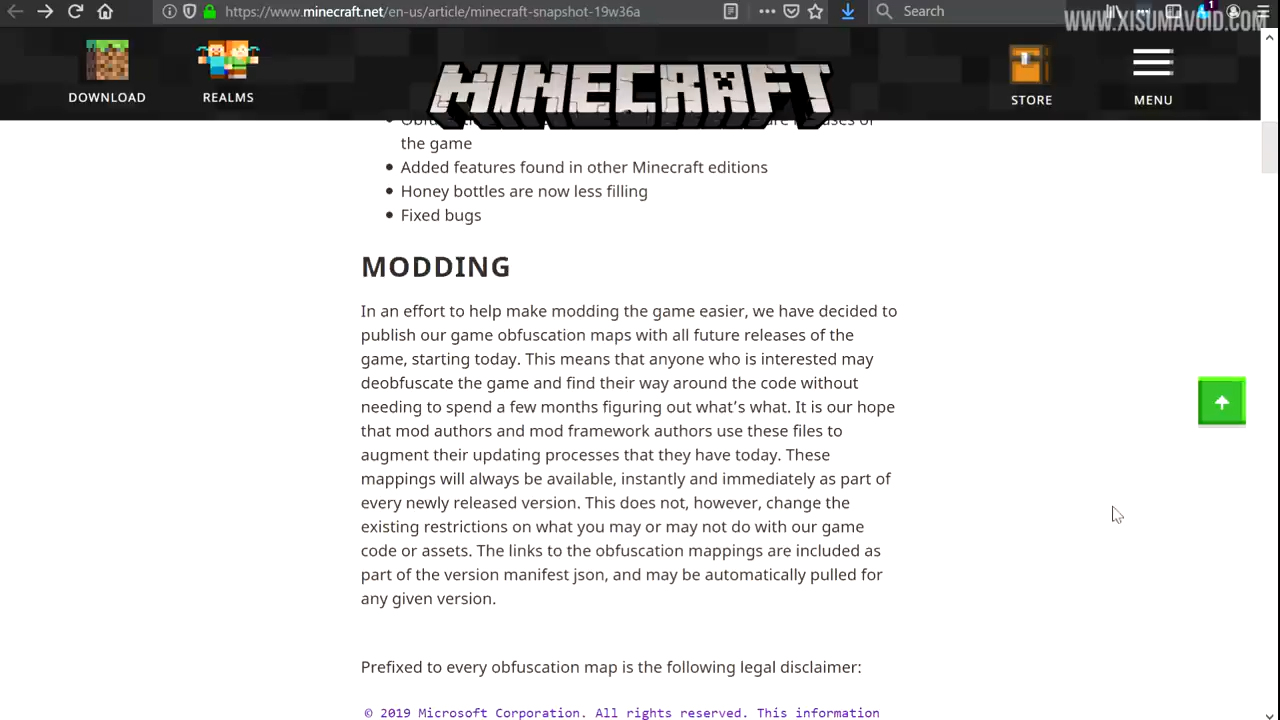 https://www.minecraft.net/en-us/article/minecraft-snapshot-19w36a
Search
1
WWW.XISUMAVOID.COM
DOWNLOAD
REALMS
MINECRAFT
STORE
MENU
the game
Added features found in other Minecraft editions
Honey bottles are now less filling
Fixed bugs
MODDING
In an effort to help make modding the game easier, we have decided to
publish our game obfuscation maps with all future releases of the
game, starting today. This means that anyone who is interested may
deobfuscate the game and find their way around the code without
needing to spend a few months figuring out what's what. It is our hope
that mod authors and mod framework authors use these files to
augment their updating processes that they have today. These
mappings will always be available, instantly and immediately as part of
every newly released version. This does not, however, change the
existing restrictions on what you may or may not do with our game
code or assets. The links to the obfuscation mappings are included as
part of the version manifest json, and may be automatically pulled for
any given version.
Prefixed to every obfuscation map is the following legal disclaimer:
© 2019 Microsoft Corporation. All rights reserved. This information